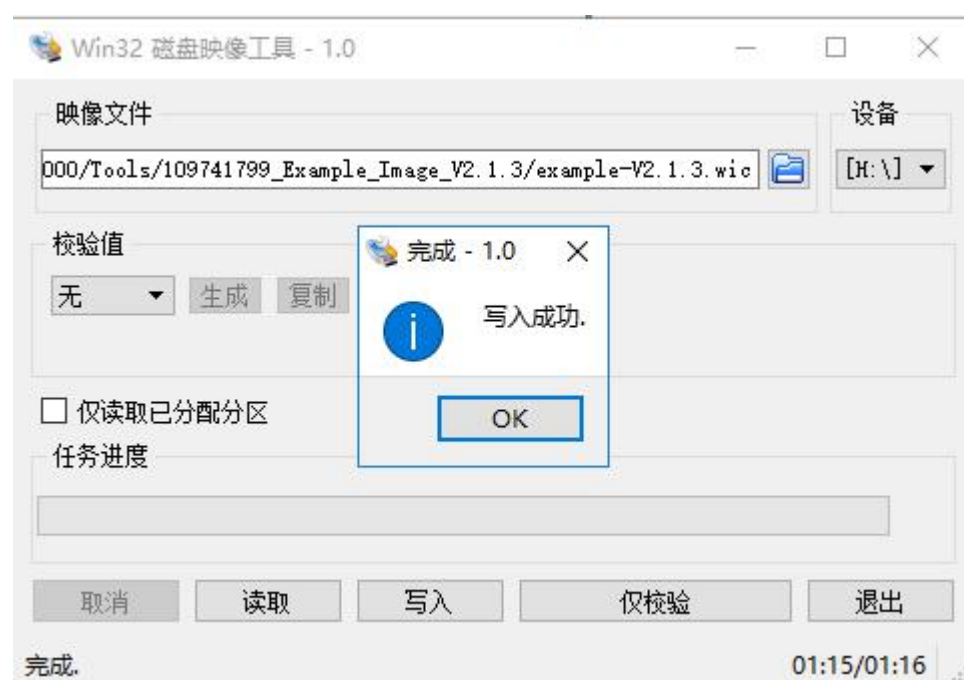 Win32 磁盘映像工具 - 1.0
映像文件
设备
000/Tools/109741799_Example_Image_V2.1.3/example-V2.1.3.wic
[H:\]
校验值
无
生成
复制
完成 - 1.0
写入成功.
OK
仅读取已分配分区
任务进度
取消
读取
写入
仅校验
退出
完成.
01:15/01:16